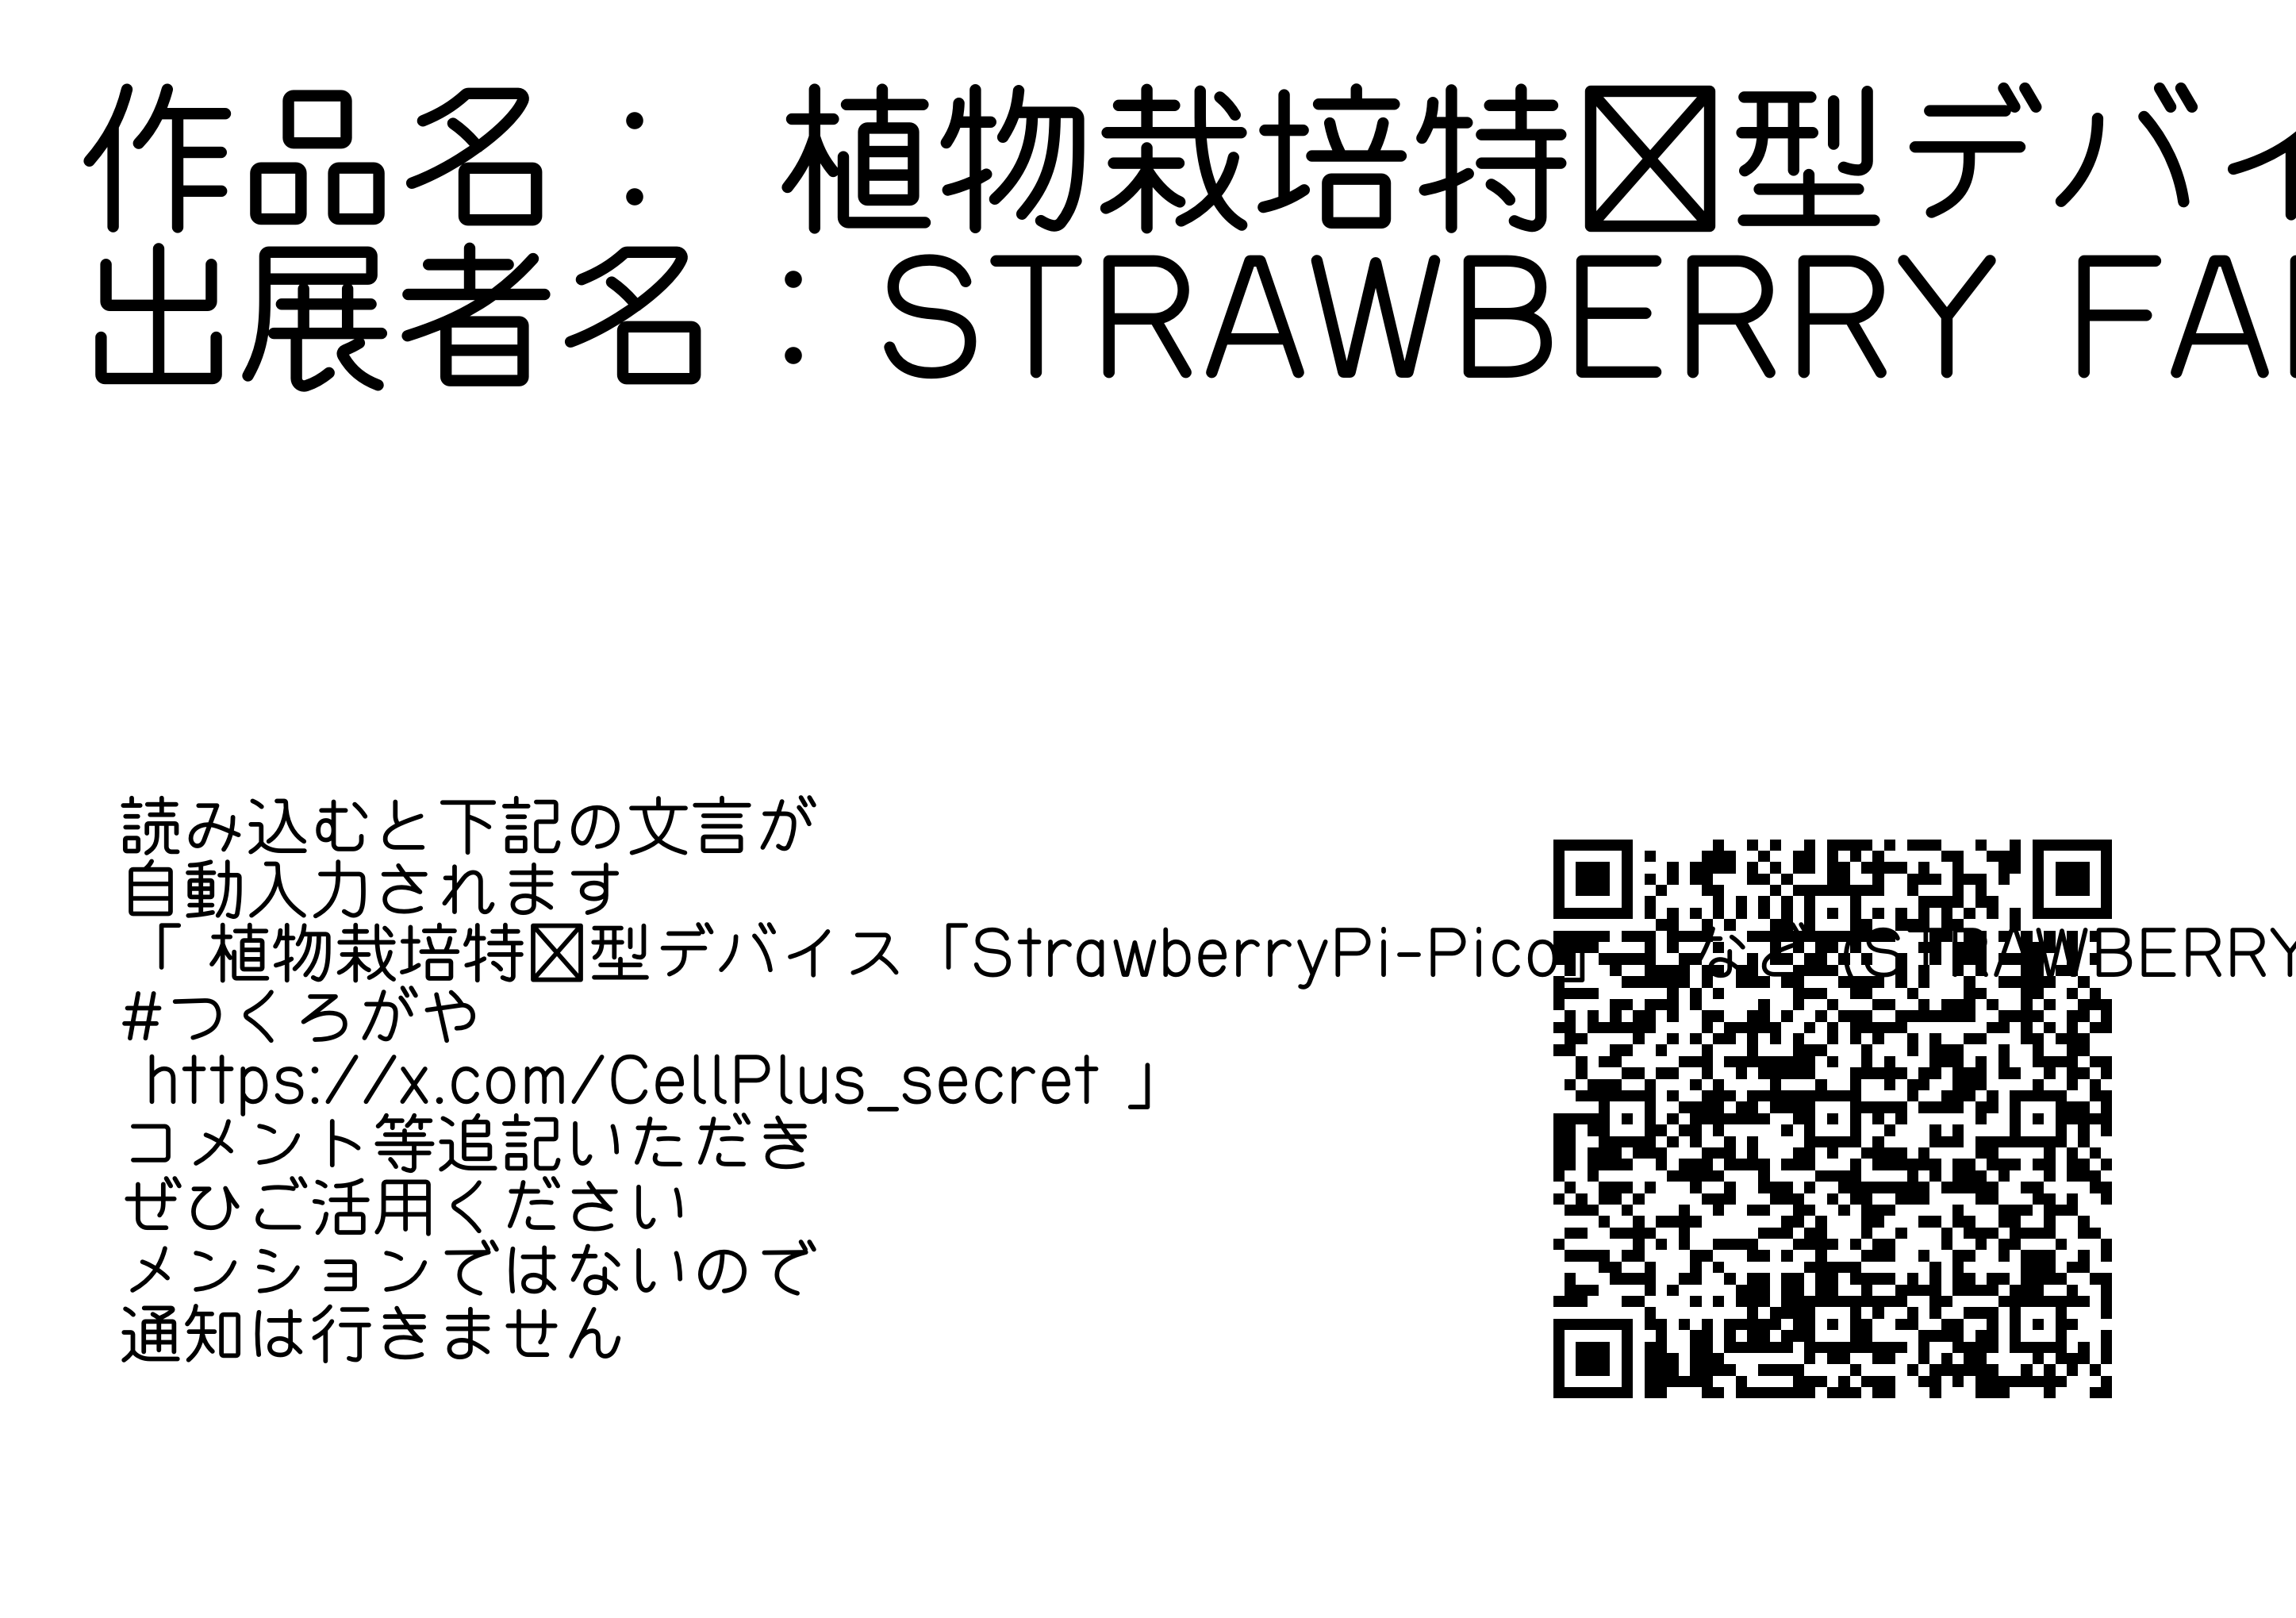 作品名： 植物栽培特☒型デバイ
出展者名：STRAWBERRY FA
読み込むと下記の文言が
自動入力されます
「 植物栽培特☒型デバイス「StrawberryPi-Pico」 など (STRAWBERRY
#つくろがや
https://x.com/CellPlus_secret 」
コメント等追記いただき
ぜひご活用ください
メンションではないので
通知は行きません